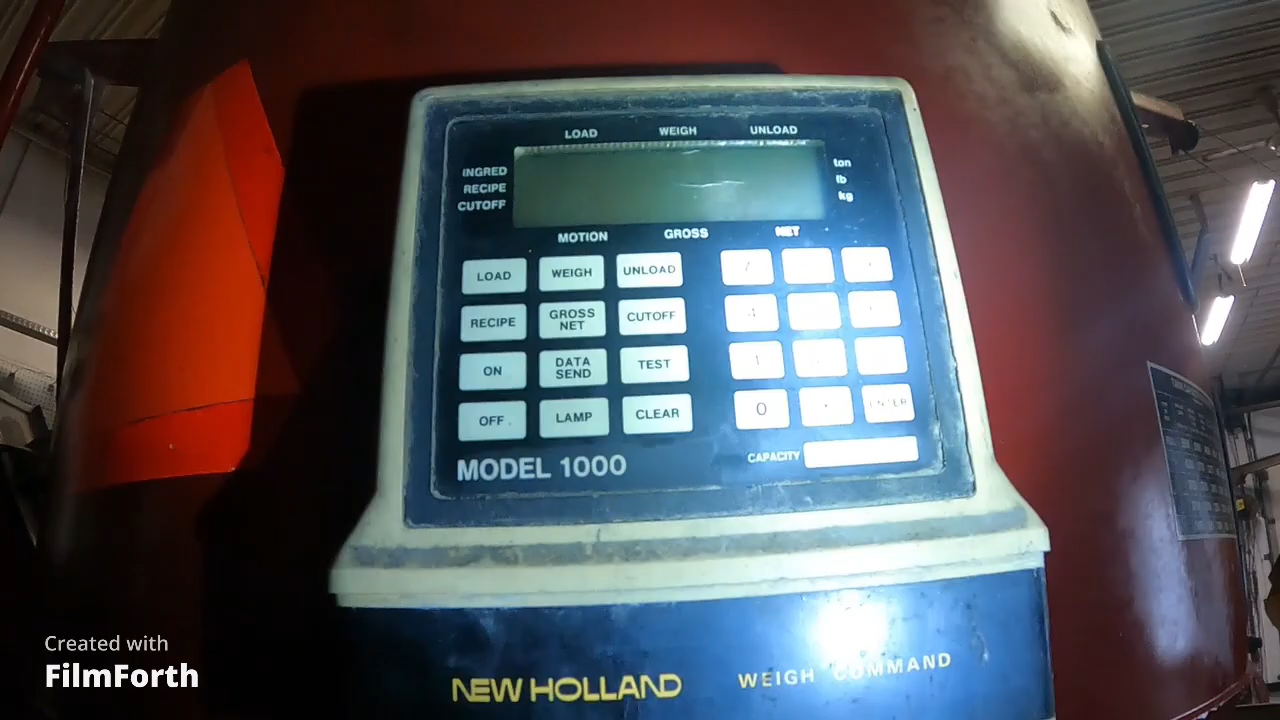 LOAD WEIGH UNLOAD
INGRED ton
RECIPE lb
CUTOFF kg
MOTION GROSS NET
LOAD WEIGH UNLOAD 7
RECIPE GROSS NET CUTOFF 4
ON DATA SEND TEST 1
OFF LAMP CLEAR 0 . ENTER
MODEL 1000
CAPACITY
NEW HOLLAND WEIGH COMMAND
Created with
FilmForth